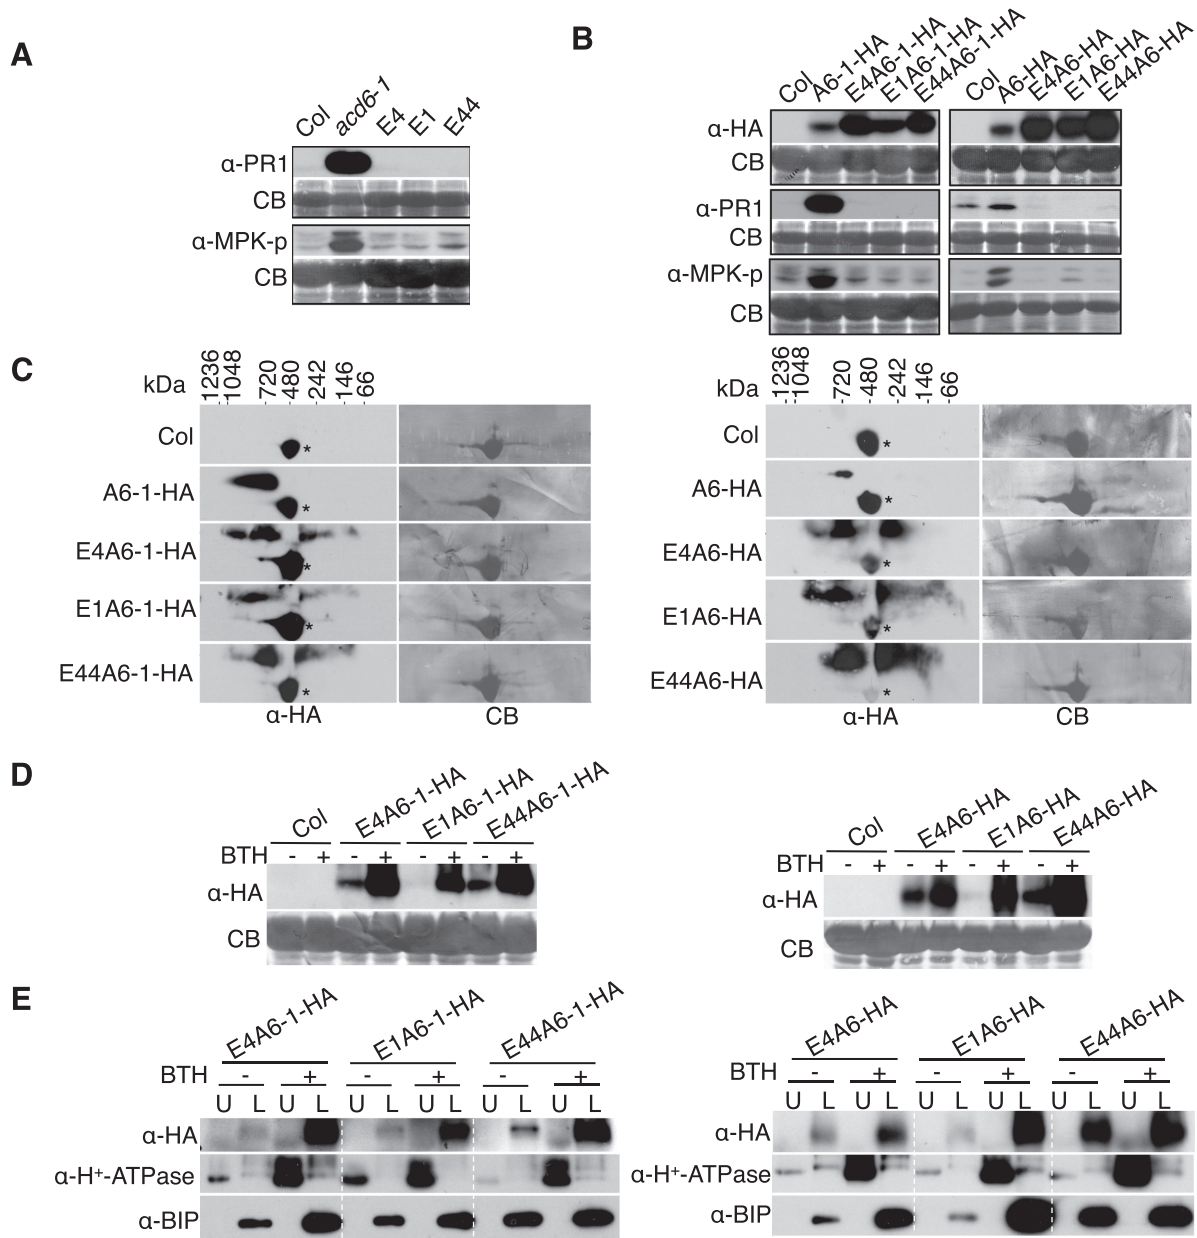 A
Col acd6-1 E4 E1 E44
α-PR1
CB
α-MPK-p
CB
B
Col A6-1-HA E4A6-1-HA E1A6-1-HA E44A6-1-HA
Col A6-HA E4A6-HA E1A6-HA E44A6-HA
α-HA
CB
α-PR1
CB
α-MPK-p
CB
C
kDa 1236 1048 720 480 242 146 66
Col *
A6-1-HA *
E4A6-1-HA *
E1A6-1-HA *
E44A6-1-HA *
α-HA CB
kDa 1236 1048 720 480 242 146 66
Col *
A6-HA *
E4A6-HA *
E1A6-HA *
E44A6-HA *
α-HA CB
D
Col E4A6-1-HA E1A6-1-HA E44A6-1-HA
BTH - + - + - + - +
α-HA
CB
Col E4A6-HA E1A6-HA E44A6-HA
BTH - + - + - + - +
α-HA
CB
E
E4A6-1-HA E1A6-1-HA E44A6-1-HA
BTH - + - + - +
U L U L U L U L U L U L
α-HA
α-H⁺-ATPase
α-BIP
E4A6-HA E1A6-HA E44A6-HA
BTH - + - + - +
U L U L U L U L U L U L
α-HA
α-H⁺-ATPase
α-BIP